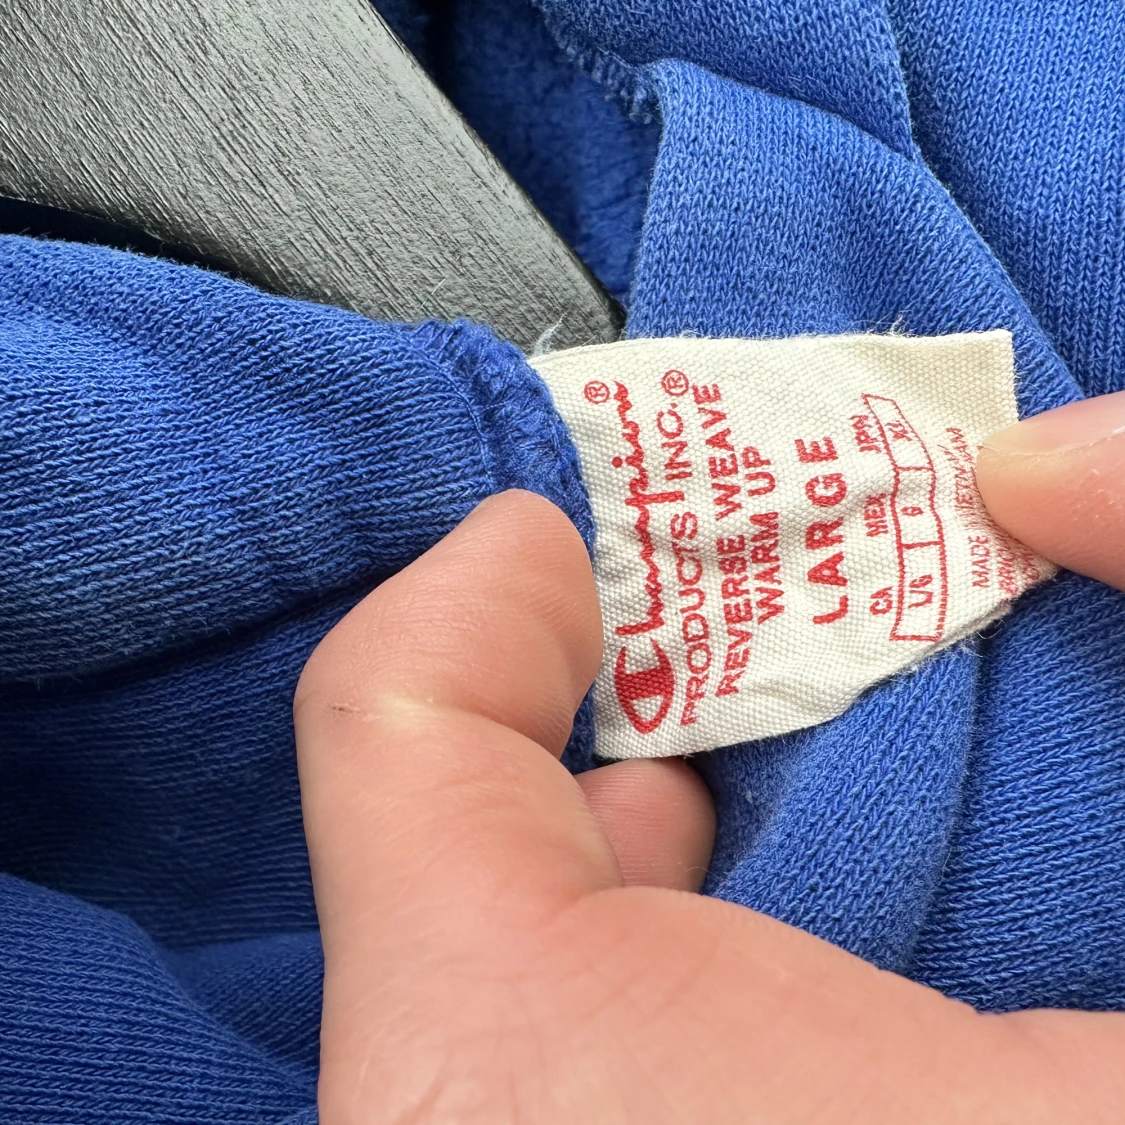 Champion®
PRODUCTS INC.®
REVERSE WEAVE
WARM UP
LARGE
CA MEX JPN
L/G G XL
MADE IN VIETNAM